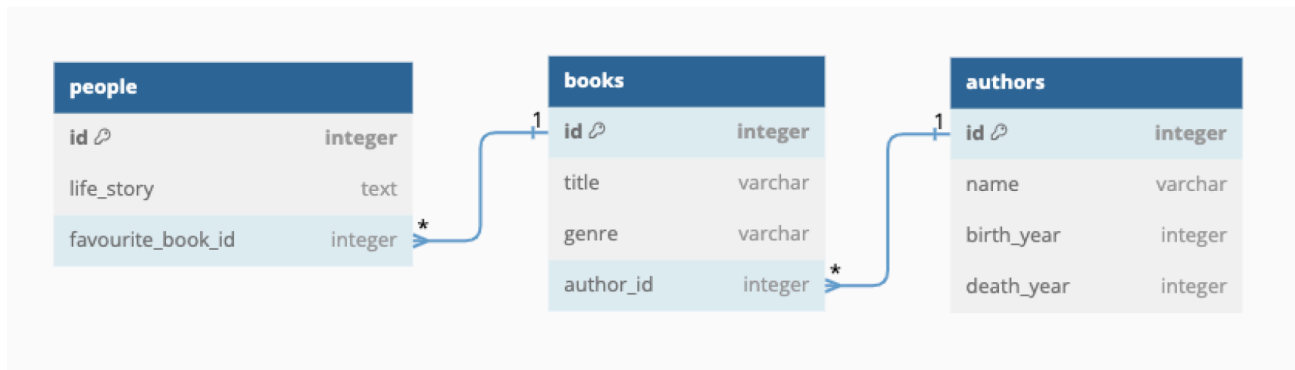 people
id integer
life_story text
favourite_book_id integer
*
1
books
id integer
title varchar
genre varchar
author_id integer
*
1
authors
id integer
name varchar
birth_year integer
death_year integer